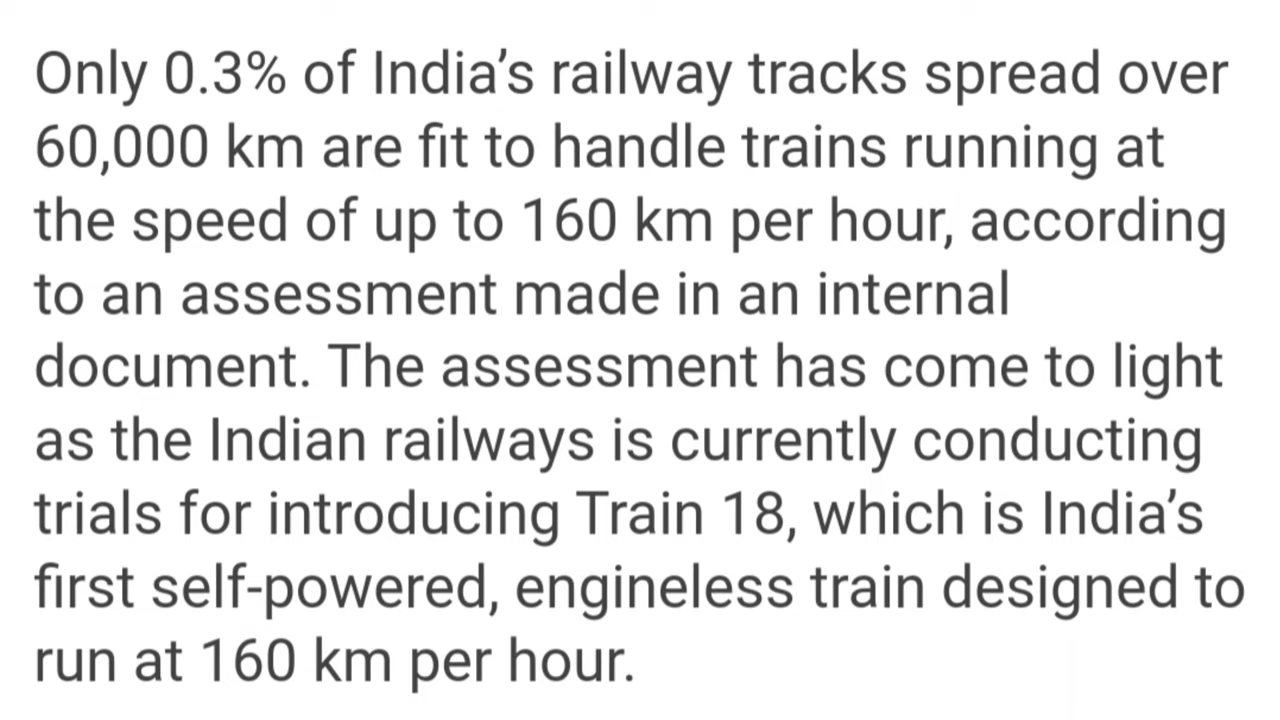 Only 0.3% of India’s railway tracks spread over
60,000 km are fit to handle trains running at
the speed of up to 160 km per hour, according
to an assessment made in an internal
document. The assessment has come to light
as the Indian railways is currently conducting
trials for introducing Train 18, which is India’s
first self-powered, engineless train designed to
run at 160 km per hour.